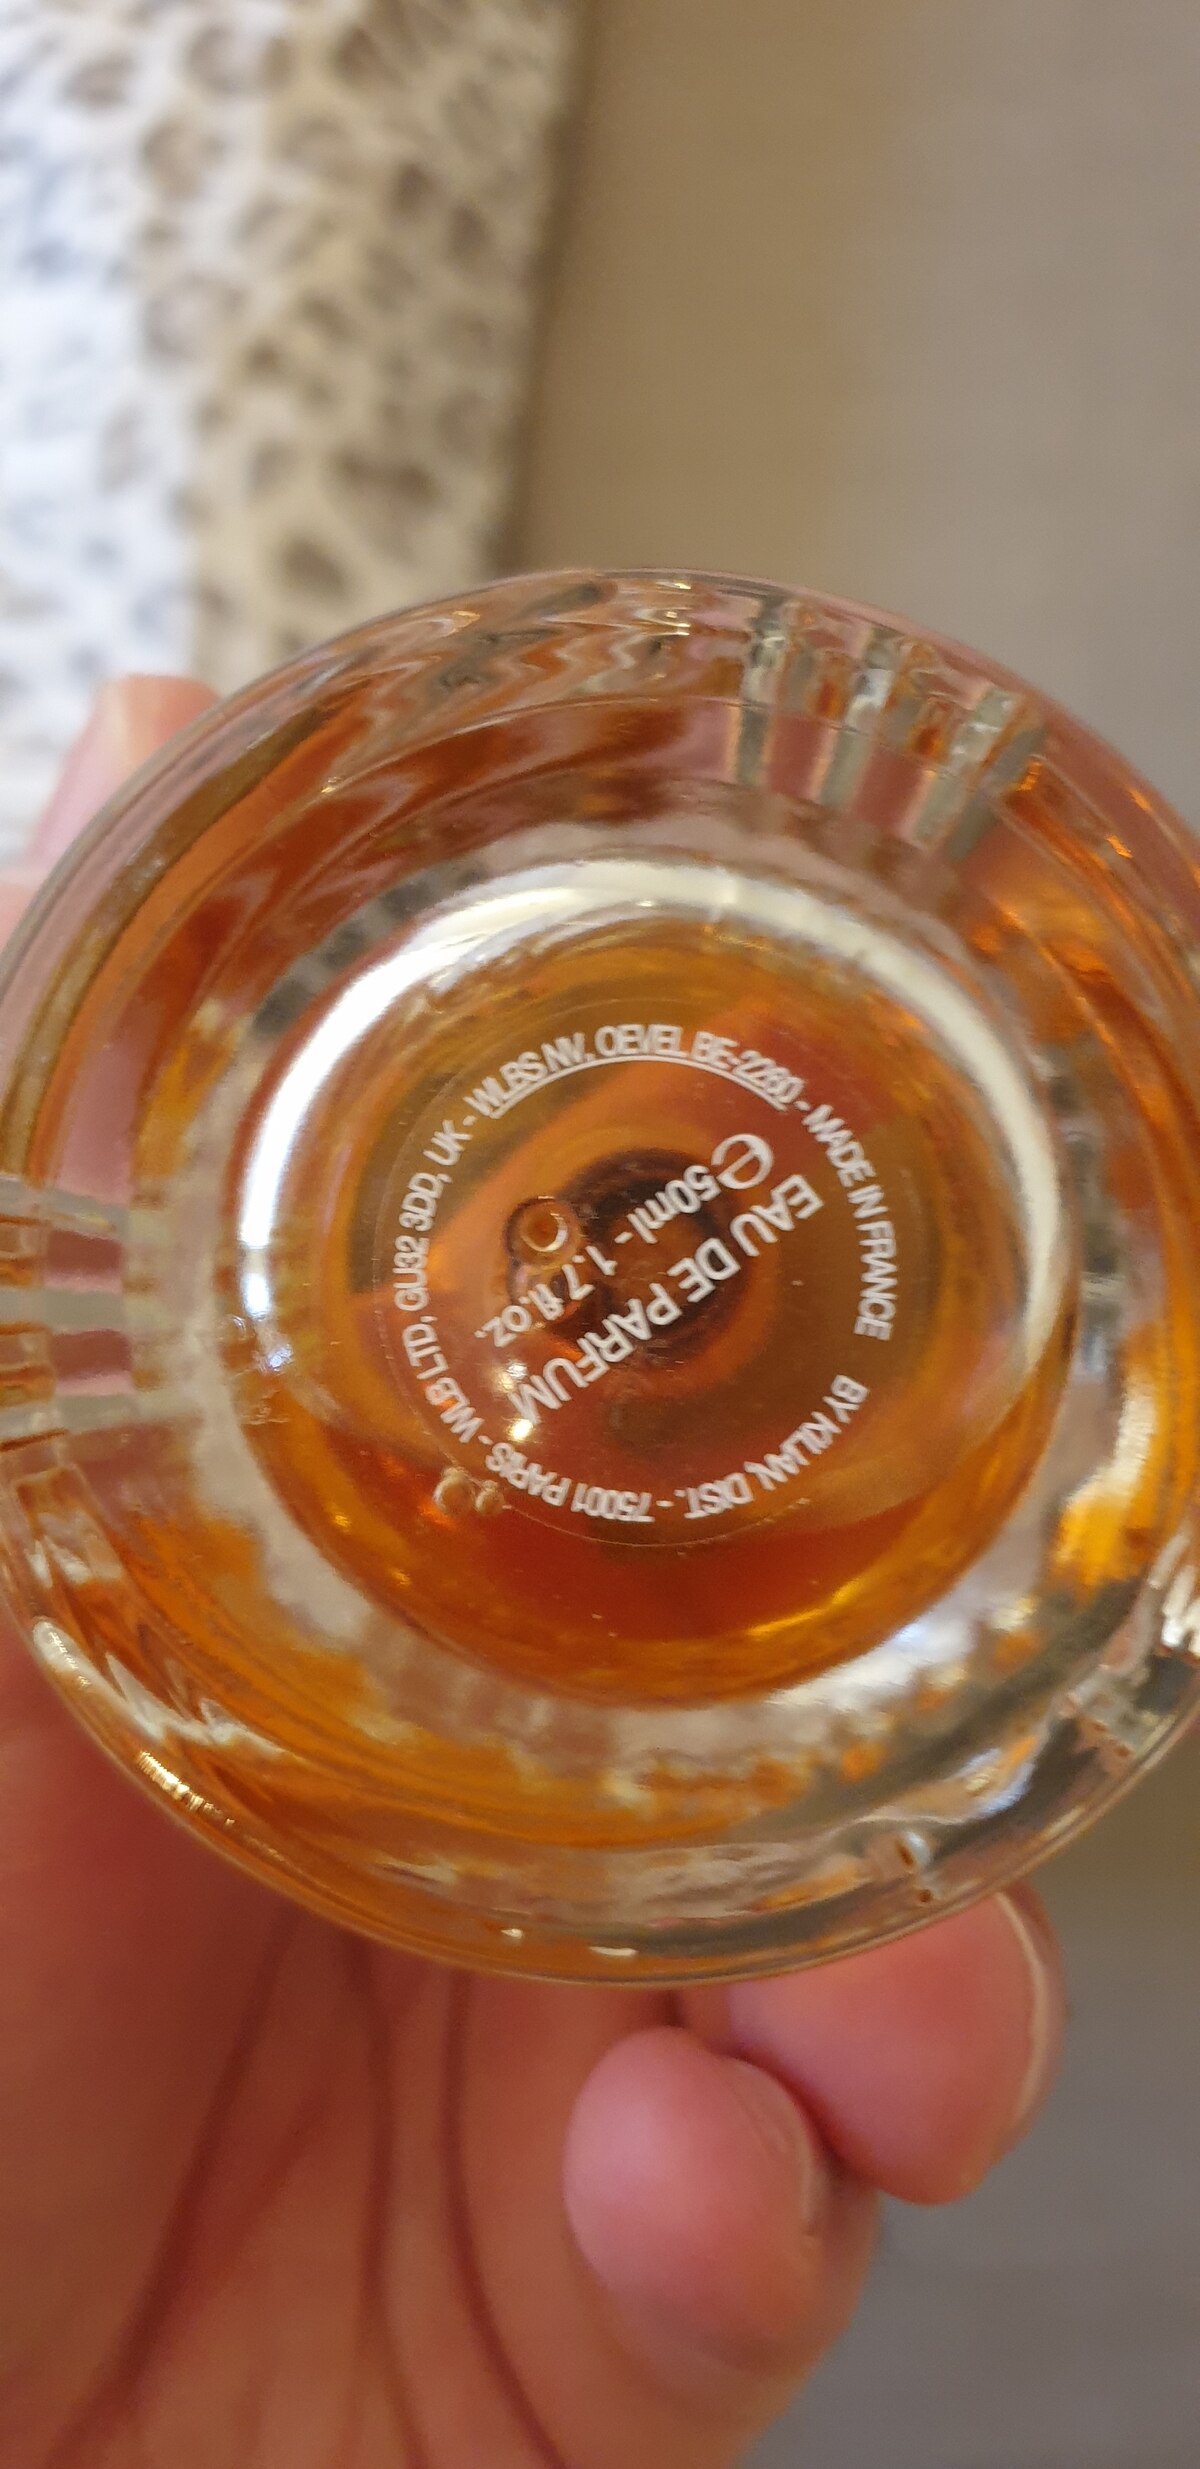 BY KILIAN, DIST. - 75001 PARIS - WLB LTD, GU32 3DD, UK - WLBS NV, OEVEL BE-2260 - MADE IN FRANCE
EAU DE PARFUM
e 50ml - 1.7 fl.oz.